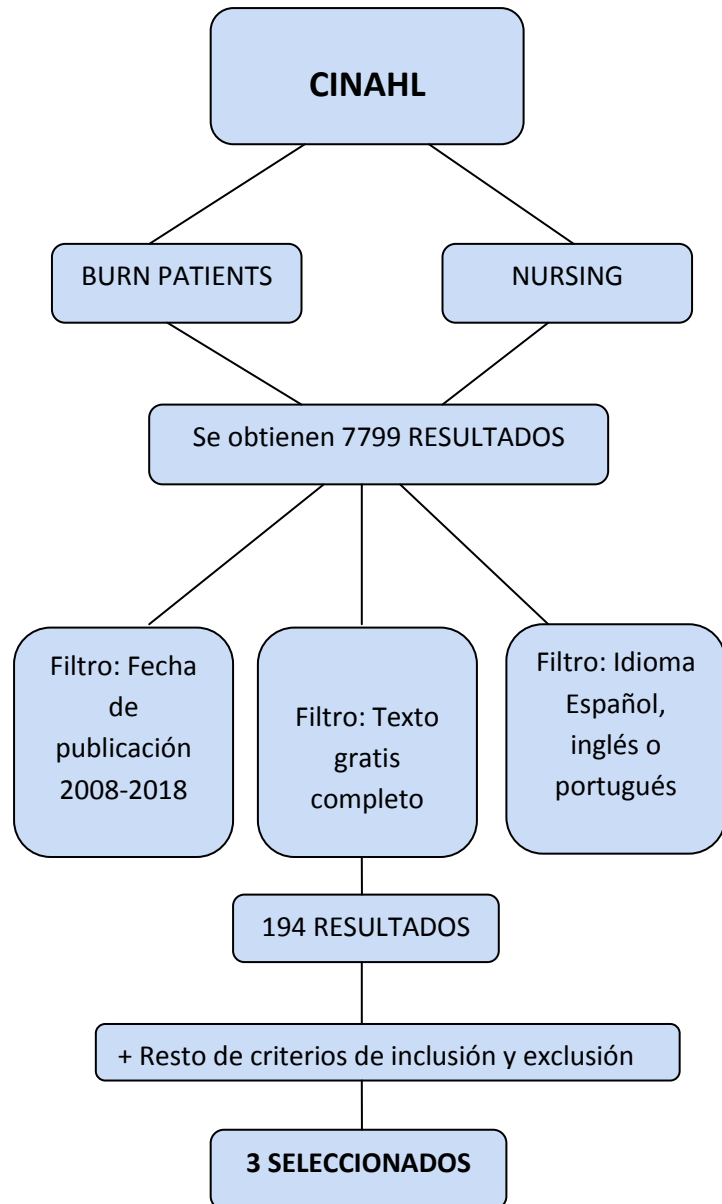 CINAHL
BURN PATIENTS
NURSING
Se obtienen 7799 RESULTADOS
Filtro: Fecha
de
publicación
2008-2018
Filtro: Texto
gratis
completo
Filtro: Idioma
Español,
inglés o
portugués
194 RESULTADOS
+ Resto de criterios de inclusión y exclusión
3 SELECCIONADOS